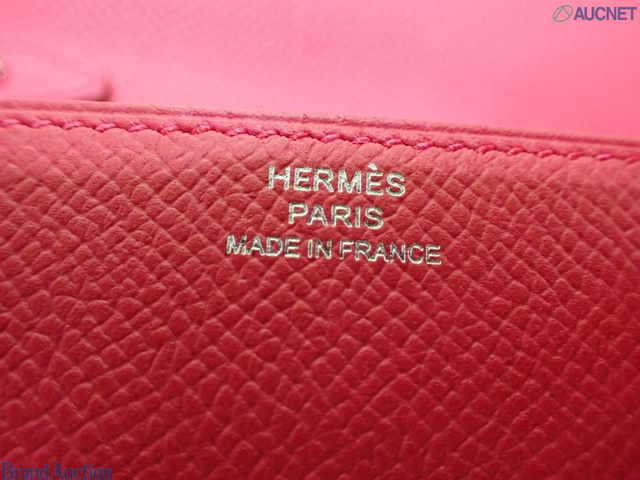 AUCNET
HERMÈS
PARIS
MADE IN FRANCE
Brand Auction